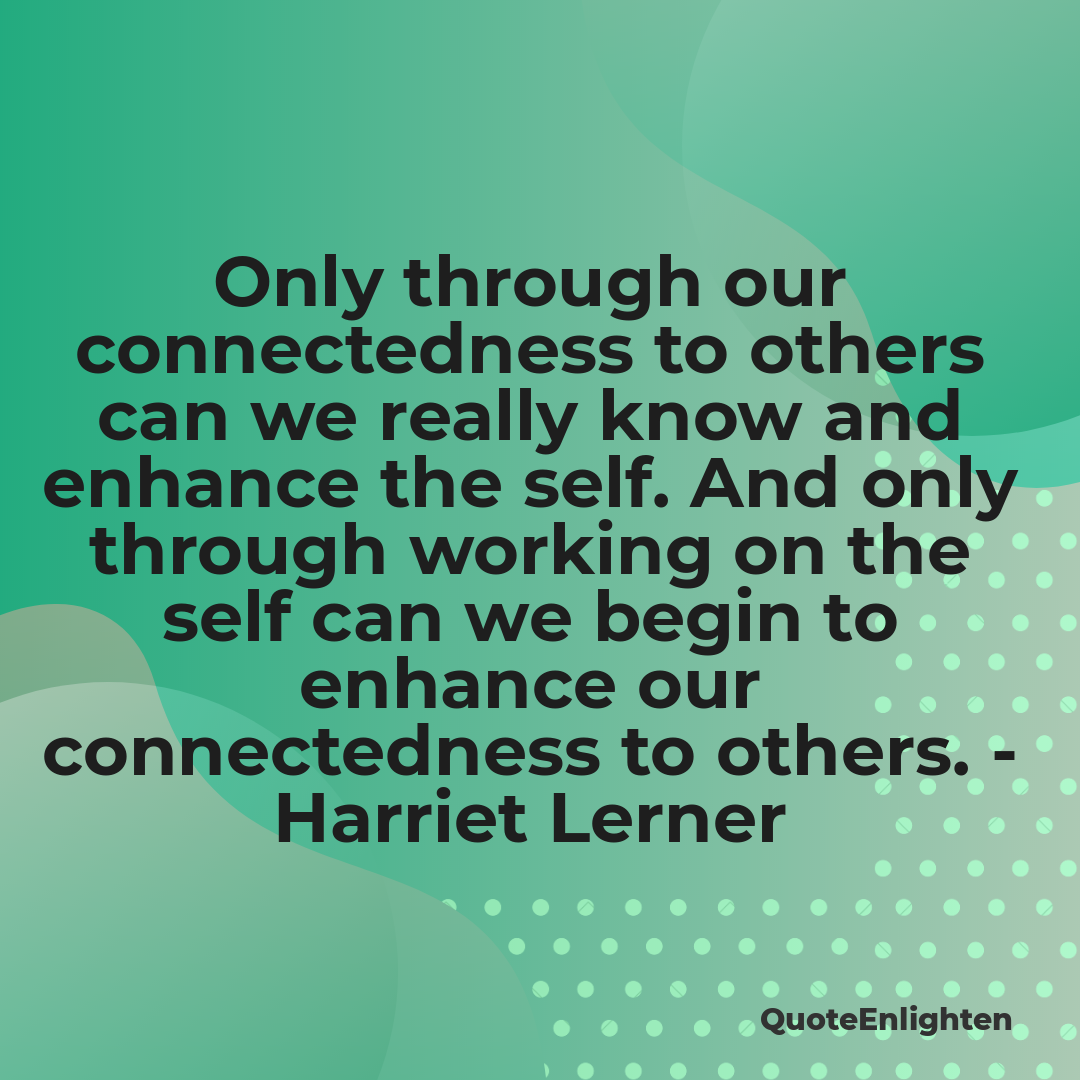 Only through our
connectedness to others
can we really know and
enhance the self. And only
through working on the
self can we begin to
enhance our
connectedness to others. -
Harriet Lerner
QuoteEnlighten